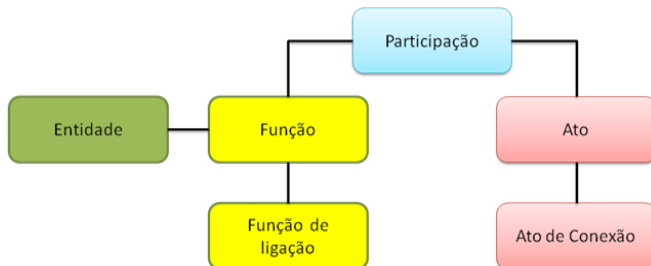 Participação
Entidade
Função
Ato
Função de
ligação
Ato de Conexão